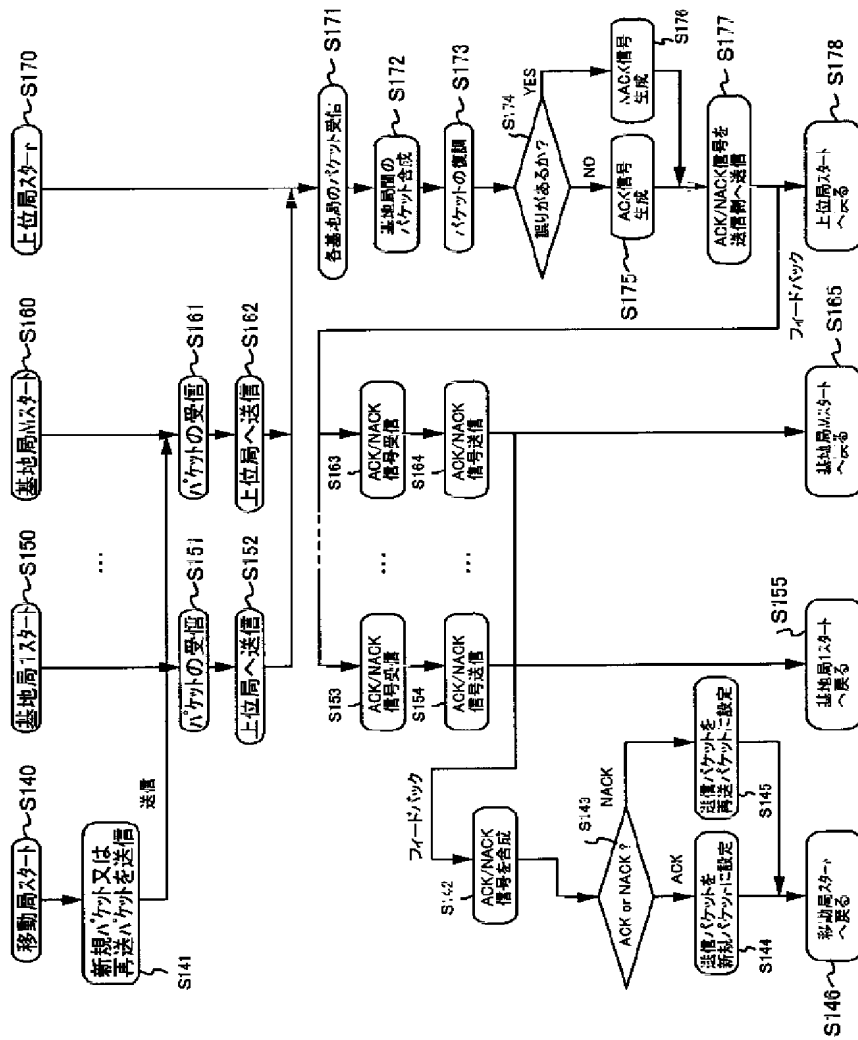 移動局スタート
S140
新規パケット又は
再送パケットを送信
S141
送信
フィードバック
ACK/NACK
信号を合成
S142
ACK or NACK ?
S143
NACK
ACK
送信パケットを
新規パケットに設定
S144
送信パケットを
再送パケットに設定
S145
移動局スタート
へ戻る
S146
基地局1スタート
S150
...
パケットの受信
S151
上位局へ送信
S152
ACK/NACK
信号受信
S153
ACK/NACK
信号送信
S154
...
...
基地局1スタート
へ戻る
S155
基地局Mスタート
S160
パケットの受信
S161
上位局へ送信
S162
ACK/NACK
信号受信
S163
ACK/NACK
信号送信
S164
基地局Mスタート
へ戻る
S165
上位局スタート
S170
各基地局のパケット受信
S171
基地局間の
パケット合成
S172
パケットの復調
S173
誤りがあるか?
S174
YES
NO
ACK信号
生成
S175
NACK信号
生成
S176
ACK/NACK信号を
送信側へ送信
S177
フィードバック
上位局スタート
へ戻る
S178